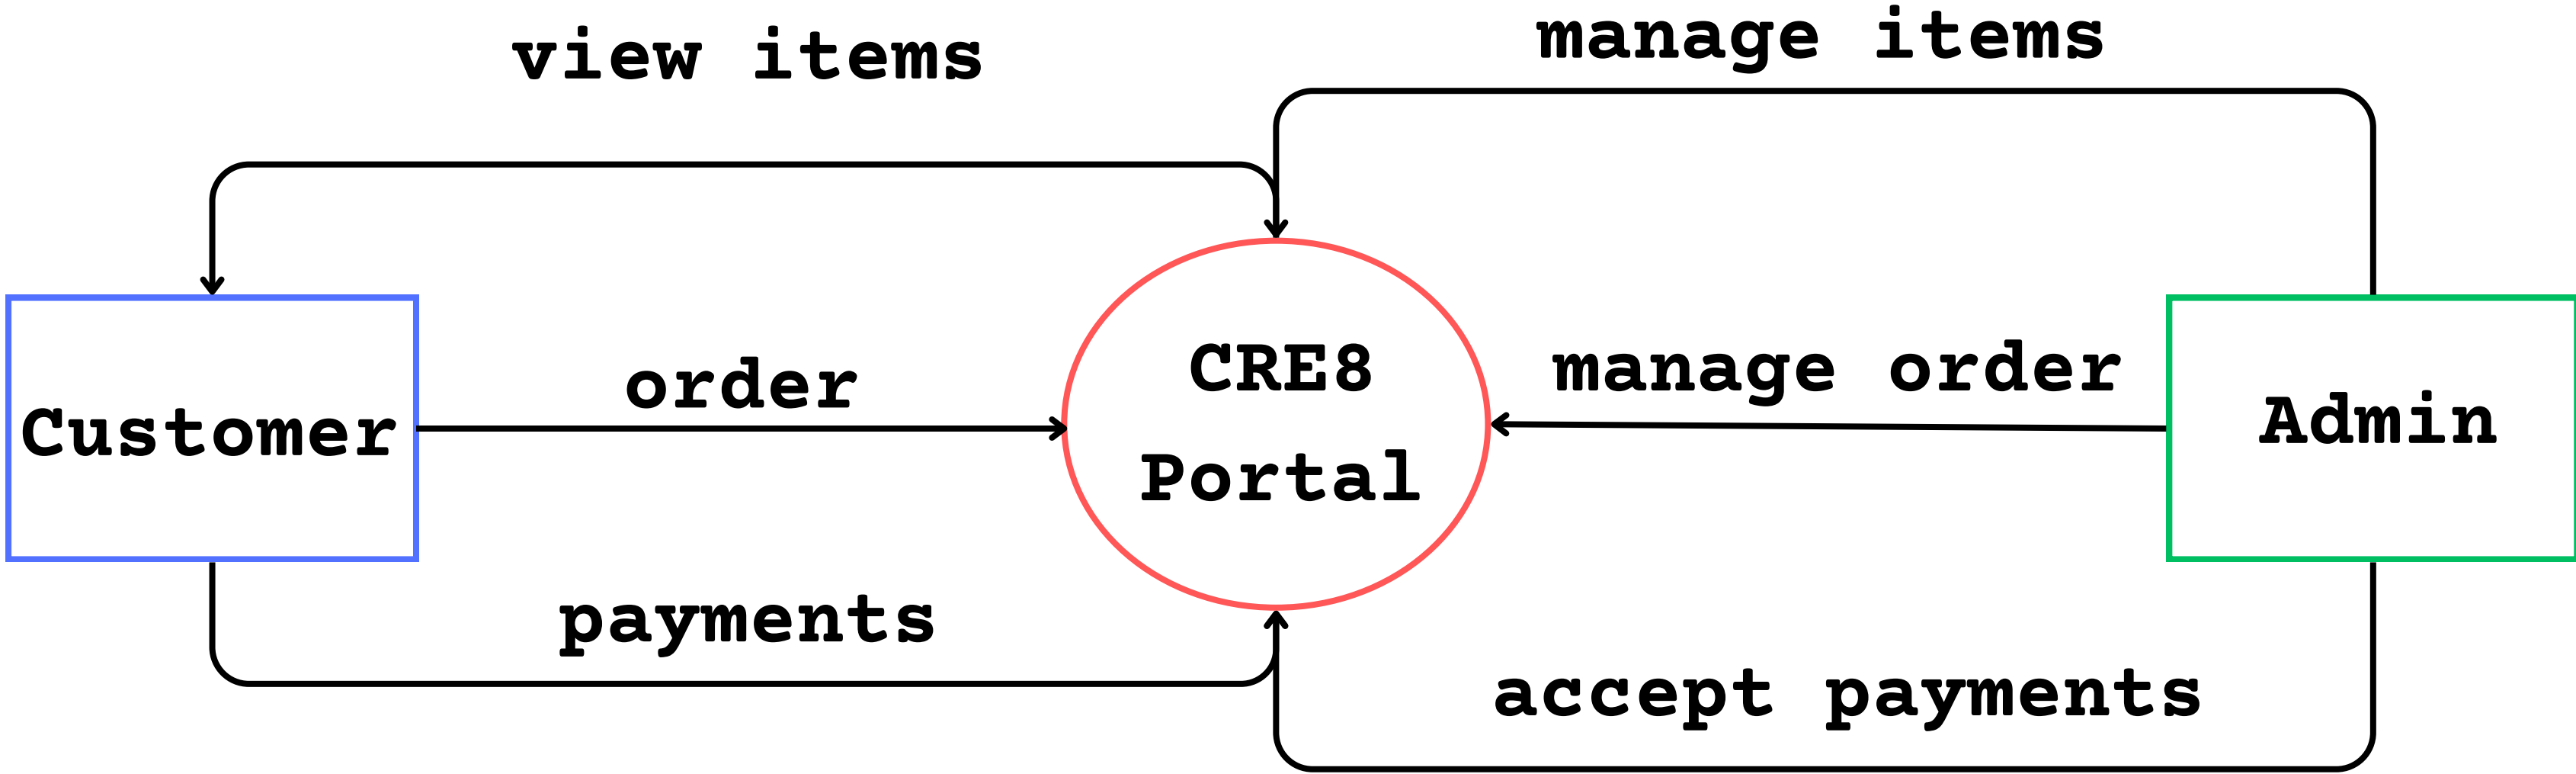 view items
manage items
order
CRE8
Portal
manage order
Customer
Admin
payments
accept payments